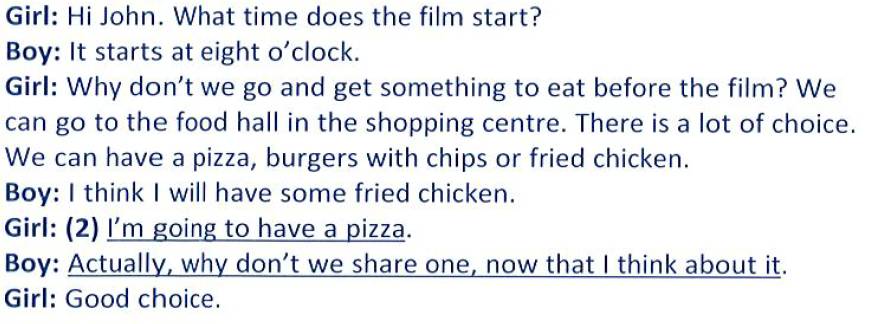 Girl: Hi John. What time does the film start?
Boy: It starts at eight o’clock.
Girl: Why don’t we go and get something to eat before the film? We
can go to the food hall in the shopping centre. There is a lot of choice.
We can have a pizza, burgers with chips or fried chicken.
Boy: I think I will have some fried chicken.
Girl: (2) I’m going to have a pizza.
Boy: Actually, why don’t we share one, now that I think about it.
Girl: Good choice.